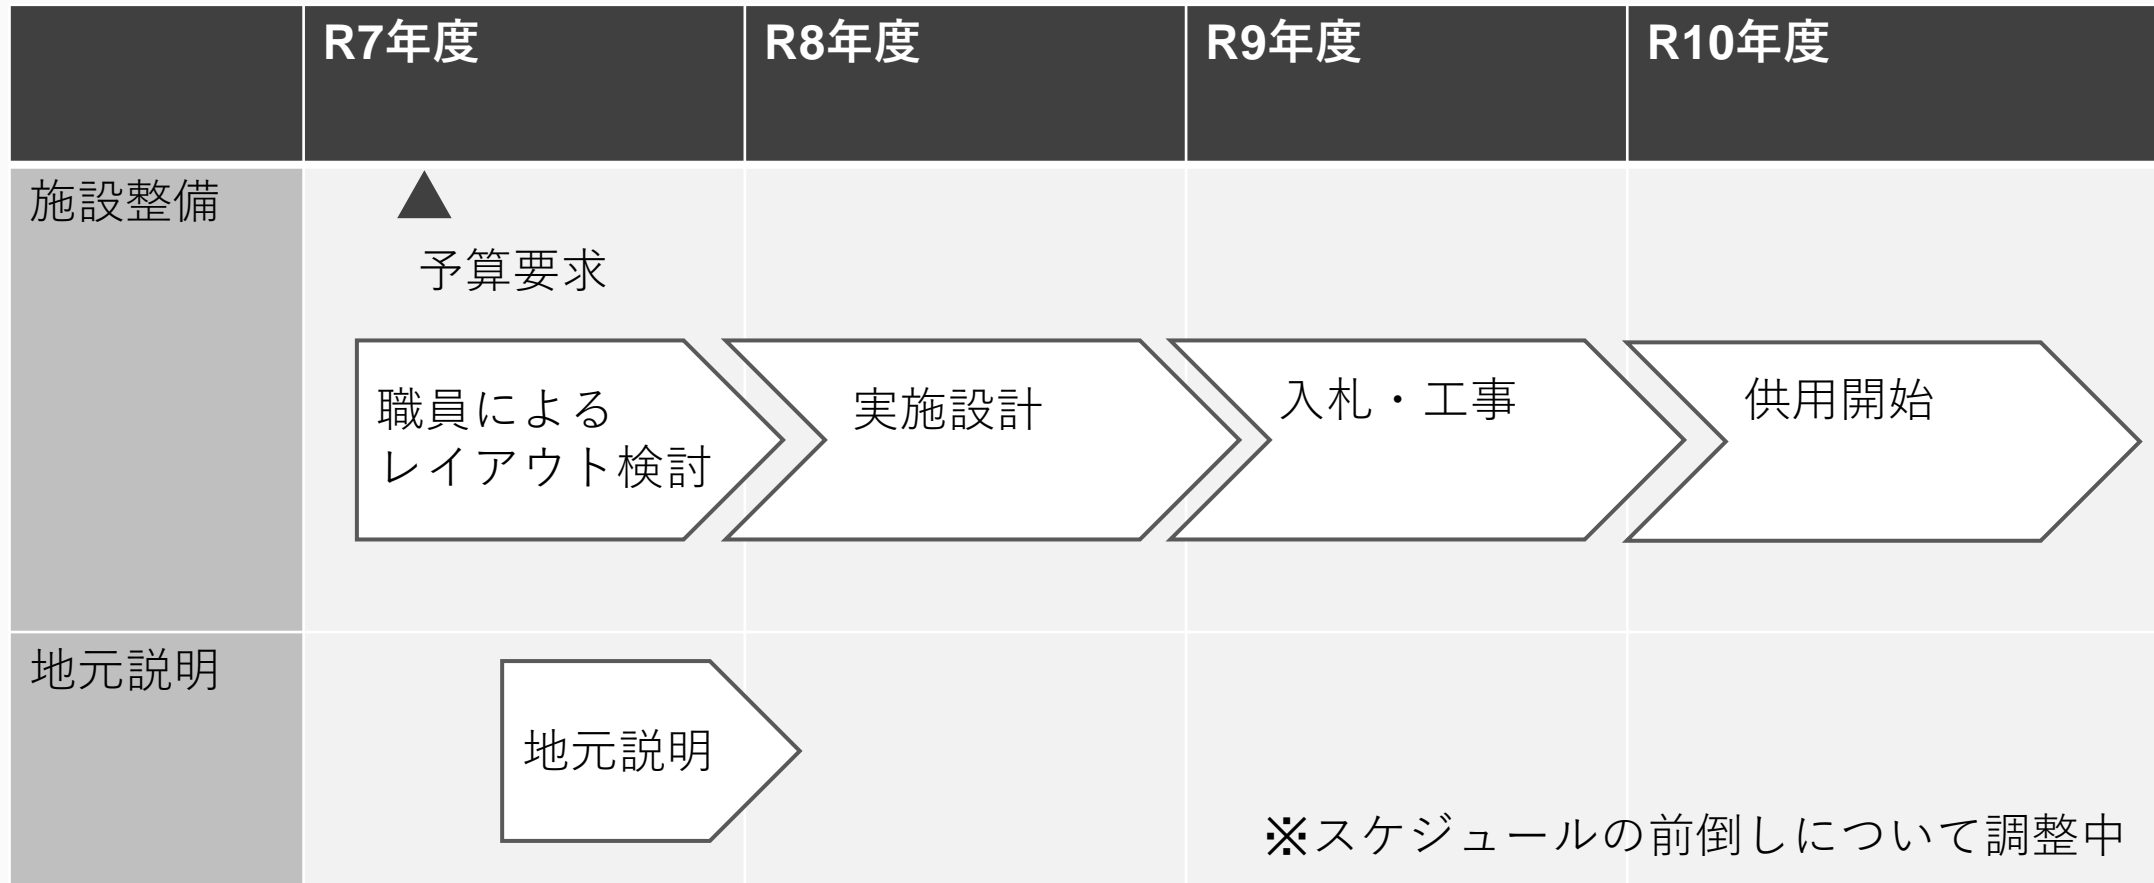 R7年度
R8年度
R9年度
R10年度
施設整備
予算要求
職員による
レイアウト検討
実施設計
入札・工事
供用開始
地元説明
地元説明
※スケジュールの前倒しについて調整中